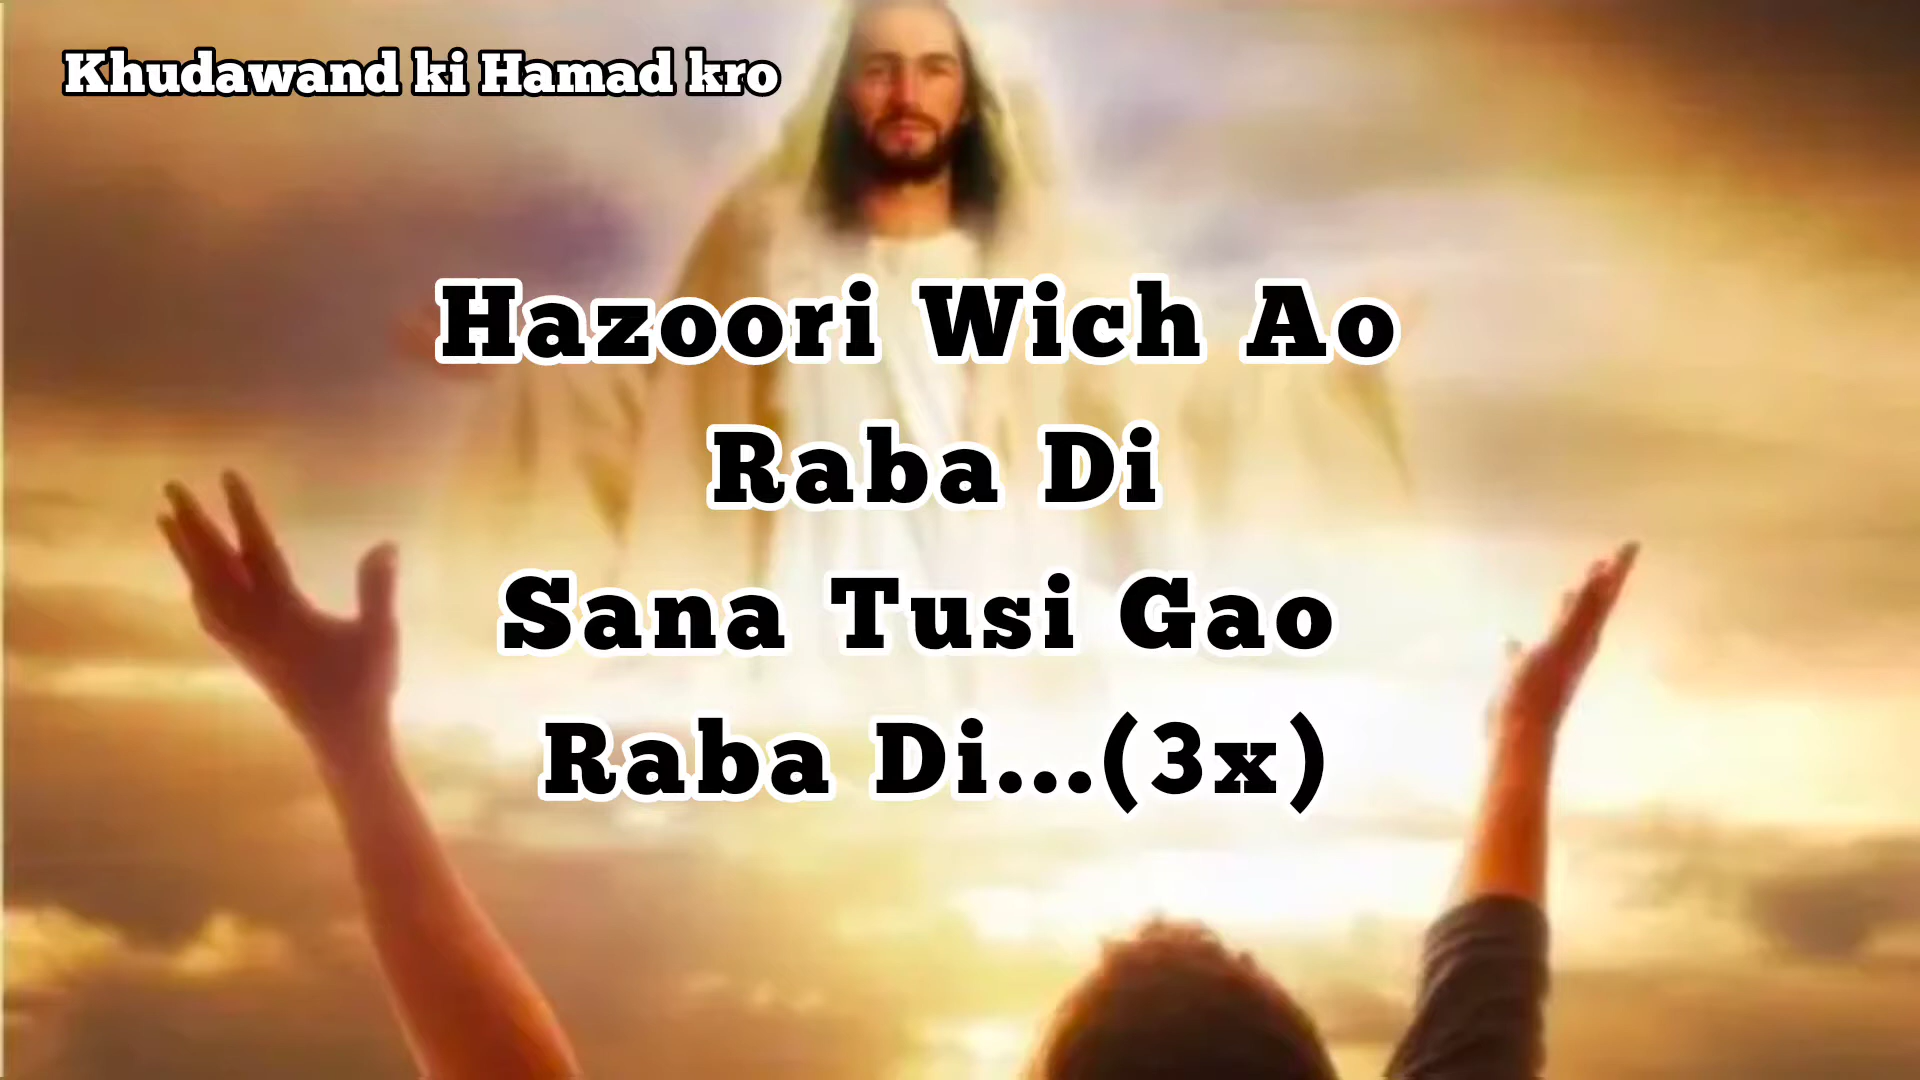 Khudawand ki Hamad kro
Hazoori Wich Ao
Raba Di
Sana Tusi Gao
Raba Di...(3x)